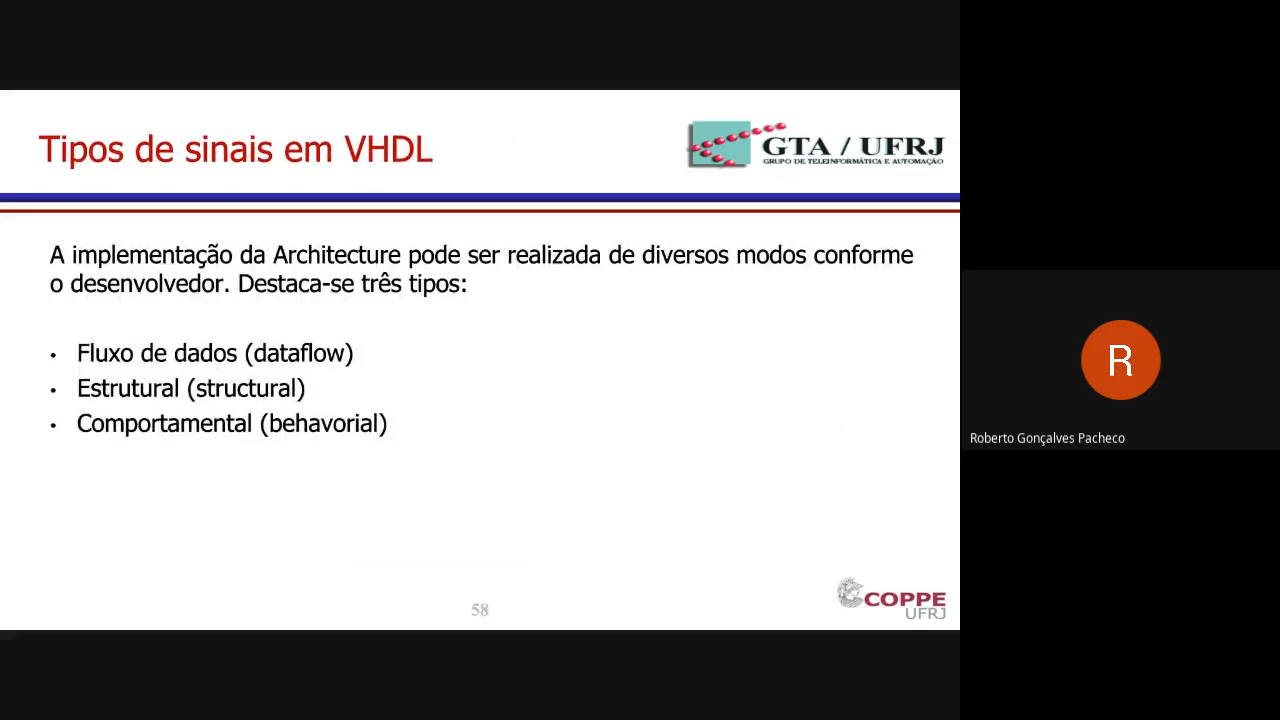 Tipos de sinais em VHDL
GTA / UFRJ
GRUPO DE TELEINFORMÁTICA E AUTOMAÇÃO
A implementação da Architecture pode ser realizada de diversos modos conforme
o desenvolvedor. Destaca-se três tipos:
• Fluxo de dados (dataflow)
• Estrutural (structural)
• Comportamental (behavorial)
58
COPPE
UFRJ
R
Roberto Gonçalves Pacheco